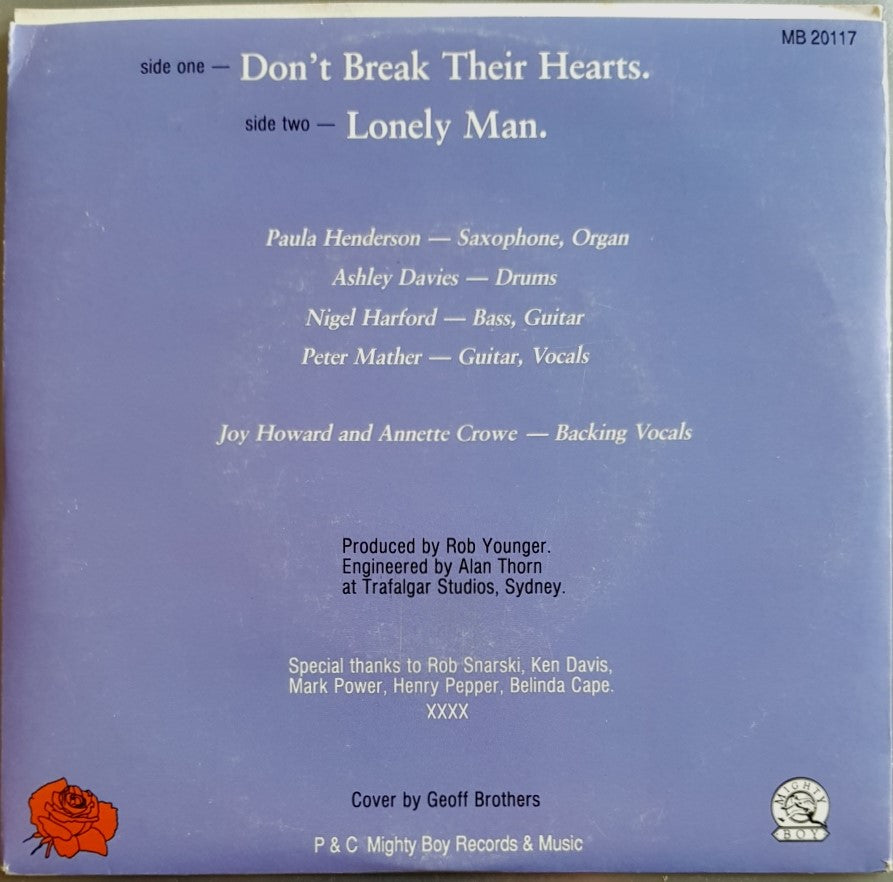 MB 20117
side one — Don't Break Their Hearts.
side two — Lonely Man.
Paula Henderson — Saxophone, Organ
Ashley Davies — Drums
Nigel Harford — Bass, Guitar
Peter Mather — Guitar, Vocals
Joy Howard and Annette Crowe — Backing Vocals
Produced by Rob Younger.
Engineered by Alan Thorn
at Trafalgar Studios, Sydney.
Special thanks to Rob Snarski, Ken Davis,
Mark Power, Henry Pepper, Belinda Cape.
XXXX
Cover by Geoff Brothers
P & C Mighty Boy Records & Music
MIGHTY
BOY